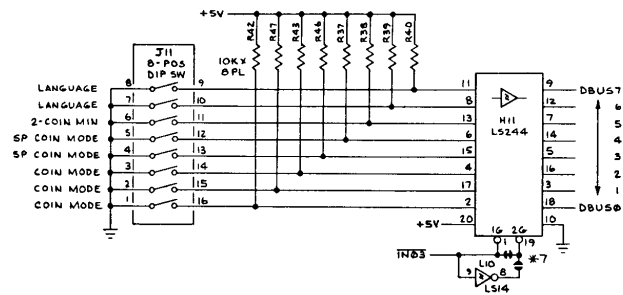 +5V
R42 R47 R43 R46 R37 R38 R39 R40
J11
8-POS
DIP SW
10K x
8 PL
LANGUAGE 8 9 11 9 DBUS7
LANGUAGE 7 10 8 12 6
2-COIN MIN 6 11 13 7 5
SP COIN MODE 5 12 6 14 4
SP COIN MODE 4 13 15 5 3
COIN MODE 3 14 4 16 2
COIN MODE 2 15 17 3 1
COIN MODE 1 16 2 18 DBUS0
H11
LS244
+5V 20 10
1G 2G
IN03 1 19
*7
L10
9 8
LS14